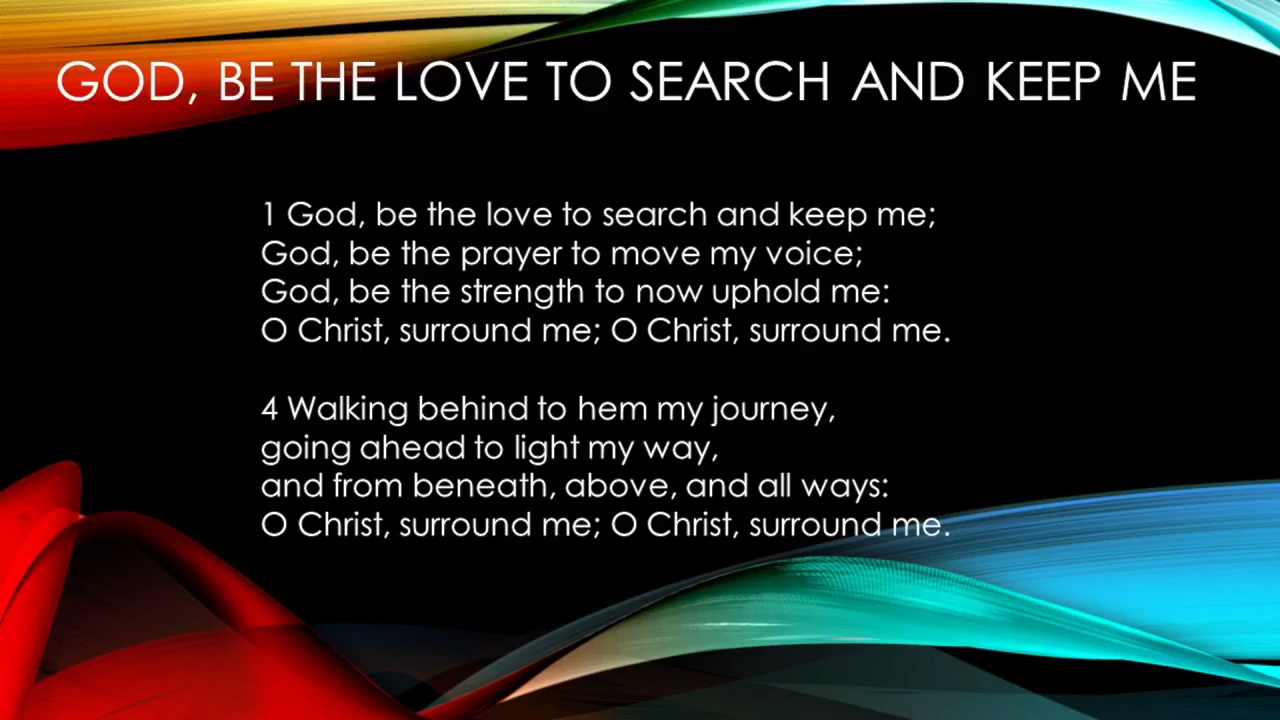 GOD, BE THE LOVE TO SEARCH AND KEEP ME
1 God, be the love to search and keep me;
God, be the prayer to move my voice;
God, be the strength to now uphold me:
O Christ, surround me; O Christ, surround me.
4 Walking behind to hem my journey,
going ahead to light my way,
and from beneath, above, and all ways:
O Christ, surround me; O Christ, surround me.